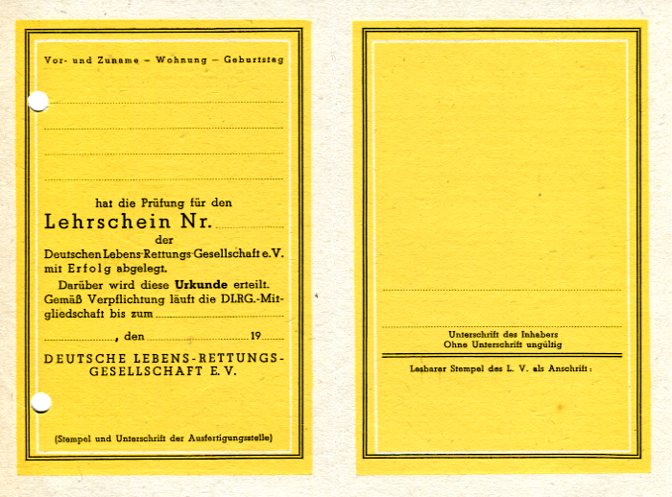 Vor- und Zuname – Wohnung – Geburtstag
hat die Prüfung für den
Lehrschein Nr.
der
Deutschen Lebens-Rettungs-Gesellschaft e.V.
mit Erfolg abgelegt.
Darüber wird diese Urkunde erteilt.
Gemäß Verpflichtung läuft die DLRG.-Mit-
gliedschaft bis zum
, den 19
DEUTSCHE LEBENS-RETTUNGS-
GESELLSCHAFT E. V.
(Stempel und Unterschrift der Ausfertigungsstelle)
Unterschrift des Inhabers
Ohne Unterschrift ungültig
Lesbarer Stempel des L. V. als Anschrift: